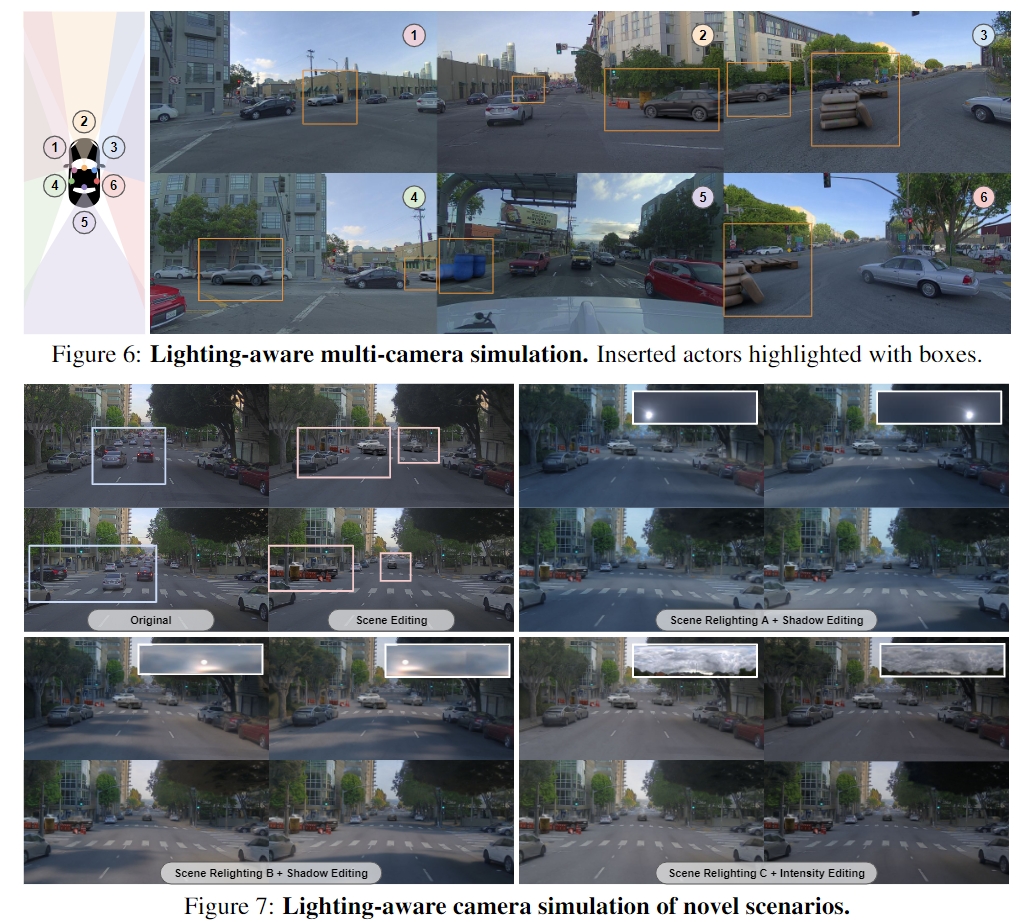 1
2
3
2
1
3
4
6
5
4
5
6
Figure 6: Lighting-aware multi-camera simulation. Inserted actors highlighted with boxes.
Original
Scene Editing
Scene Relighting A + Shadow Editing
Scene Relighting B + Shadow Editing
Scene Relighting C + Intensity Editing
Figure 7: Lighting-aware camera simulation of novel scenarios.